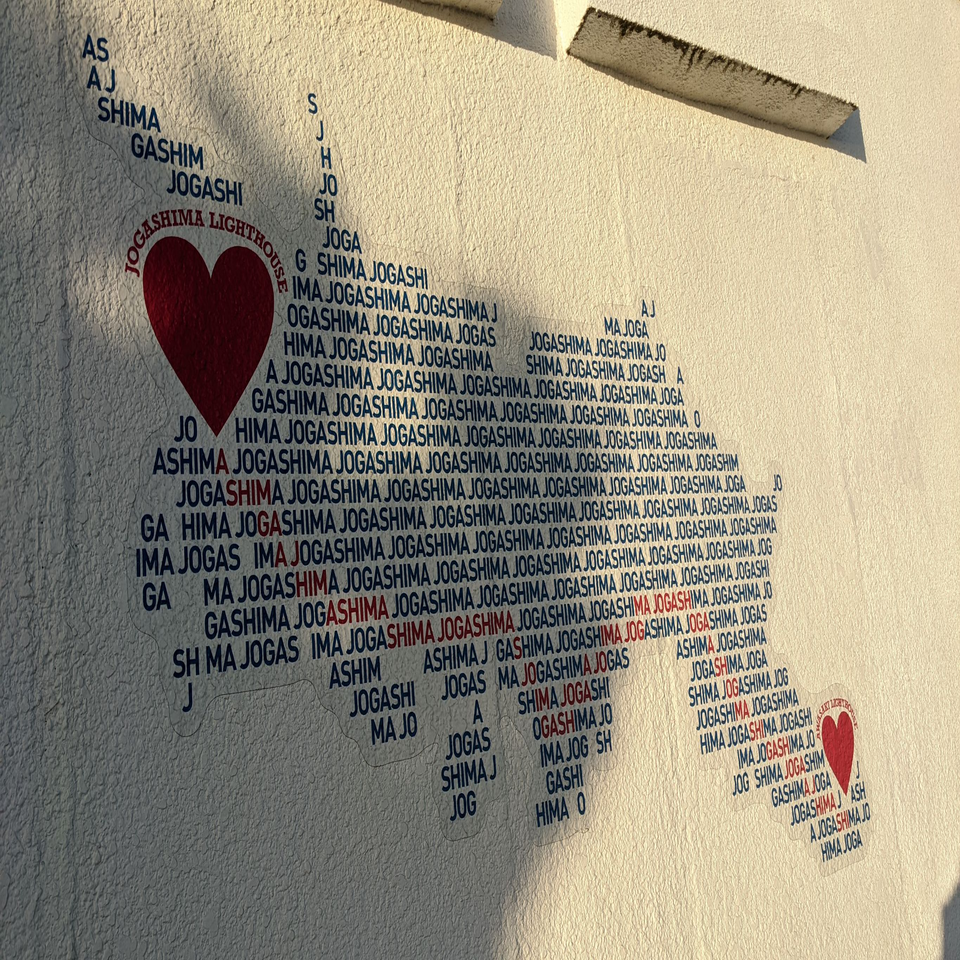 AS
A J
SHIMA
GASHIM
JOGASHI
S
J
H
JO
SH
JOGA
JOGASHIMA LIGHTHOUSE
G SHIMA JOGASHI
IMA JOGASHIMA JOGASHIMA J
A J
OGASHIMA JOGASHIMA JOGAS
MA JOGA
HIMA JOGASHIMA JOGASHIMA
JOGASHIMA JOGASHIMA JO
SHIMA JOGASHIMA JOGASH A
A JOGASHIMA JOGASHIMA JOGASHIMA JOGASHIMA JOGASHIMA JOGA
GASHIMA JOGASHIMA JOGASHIMA JOGASHIMA JOGASHIMA JOGASHIMA O
JO HIMA JOGASHIMA JOGASHIMA JOGASHIMA JOGASHIMA JOGASHIMA JOGASHIMA
ASHIMA JOGASHIMA JOGASHIMA JOGASHIMA JOGASHIMA JOGASHIMA JOGASHIMA JOGASHIM
JOGASHIMA JOGASHIMA JOGASHIMA JOGASHIMA JOGASHIMA JOGASHIMA JOGASHIMA JOGA JO
GA HIMA JOGASHIMA JOGASHIMA JOGASHIMA JOGASHIMA JOGASHIMA JOGASHIMA JOGASHIMA JOGAS
IMA JOGAS IMA JOGASHIMA JOGASHIMA JOGASHIMA JOGASHIMA JOGASHIMA JOGASHIMA JOGASHIMA
GA MA JOGASHIMA JOGASHIMA JOGASHIMA JOGASHIMA JOGASHIMA JOGASHIMA JOGASHIMA JOG
GASHIMA JOGASHIMA JOGASHIMA JOGASHIMA JOGASHIMA JOGASHIMA JOGASHIMA JOGASHIMA JO
SH MA JOGAS IMA JOGASHIMA JOGASHIMA JOGASHIMA JOGASHIMA JOGASHIMA JOGASHIMA JOGAS
J ASHIM ASHIMA J GASHIMA JOGASHIMA JOGASHIMA ASHIMA JOGASHIMA
JOGASHI JOGAS MA JOGASHIMA JOGAS JOGASHIMA JOGA
MA JO A SHIMA JOGASHI SHIMA JOGASHIMA JOG
JOGAS OGASHIMA JO JOGASHIMA JOGASHIMA
SHIMA J IMA JOG SH HIMA JOGASHIMA JOGASHI
JOG GASHI IMA JOGASHIMA JO
HIMA O JOG SHIMA JOGASHIM
LIGHTHOUSE
GASHIMA JOGA J
JOGASHIMA J ASH
A JOGASHIMA JO
HIMA JOGA